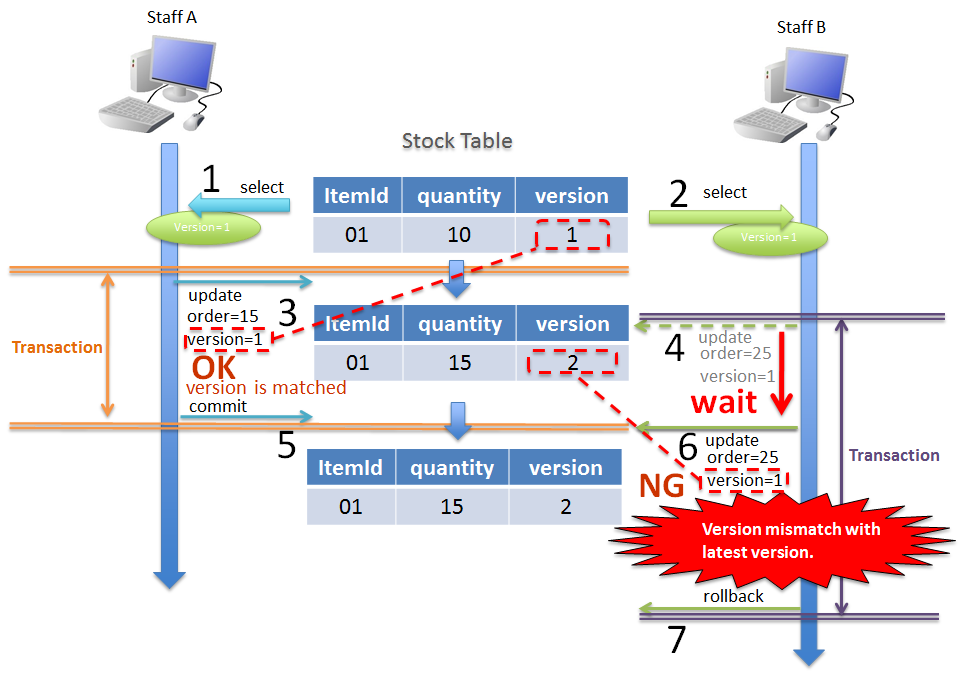 Staff A
Staff B
Stock Table
1 select
ItemId quantity version
01 10 1
2 select
Version=1
Version=1
Transaction
update
order=15
version=1
3
OK
version is matched
commit
ItemId quantity version
01 15 2
4
update
order=25
version=1
wait
5
ItemId quantity version
01 15 2
6
update
order=25
version=1
NG
Transaction
Version mismatch with
latest version.
rollback
7